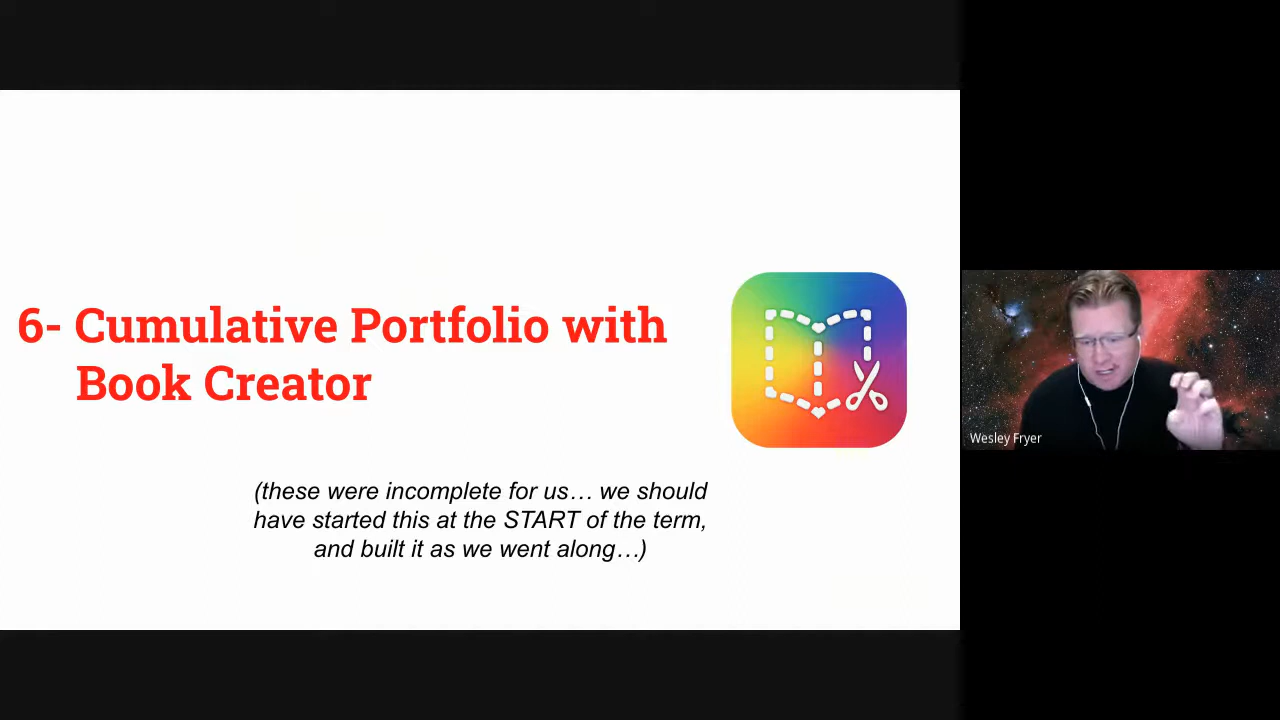 6- Cumulative Portfolio with
Book Creator
(these were incomplete for us… we should
have started this at the START of the term,
and built it as we went along…)
Wesley Fryer